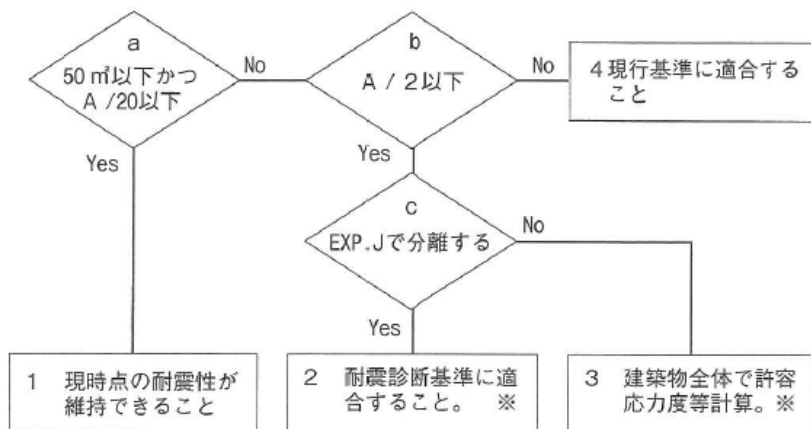 a
50㎡以下かつ
A /20以下
No
b
A / 2以下
No
4 現行基準に適合する
こと
Yes
Yes
c
EXP.Jで分離する
No
Yes
1 現時点の耐震性が
維持できること
2 耐震診断基準に適
合すること。 ※
3 建築物全体で許容
応力度等計算。※